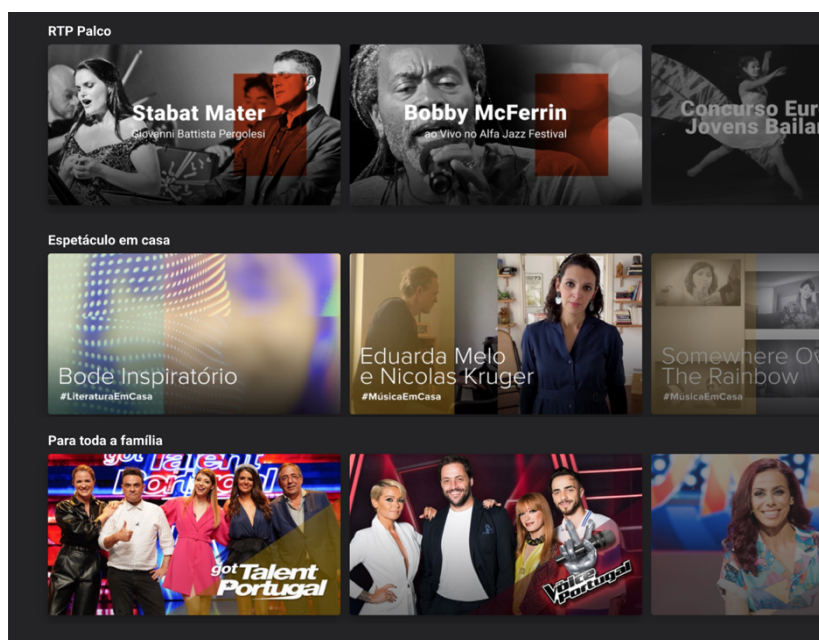 RTP Palco
Stabat Mater
Giovanni Battista Pergolesi
Bobby McFerrin
ao Vivo no Alfa Jazz Festival
Concurso Eur
Jovens Baila
Espetáculo em casa
Bode Inspiratório
#LiteraturaEmCasa
Eduarda Melo
e Nicolas Kruger
#MúsicaEmCasa
Somewhere Ov
The Rainbow
#MúsicaEmCasa
Para toda a família
got Talent
Portugal
got Talent
Portugal
The Voice
Portugal